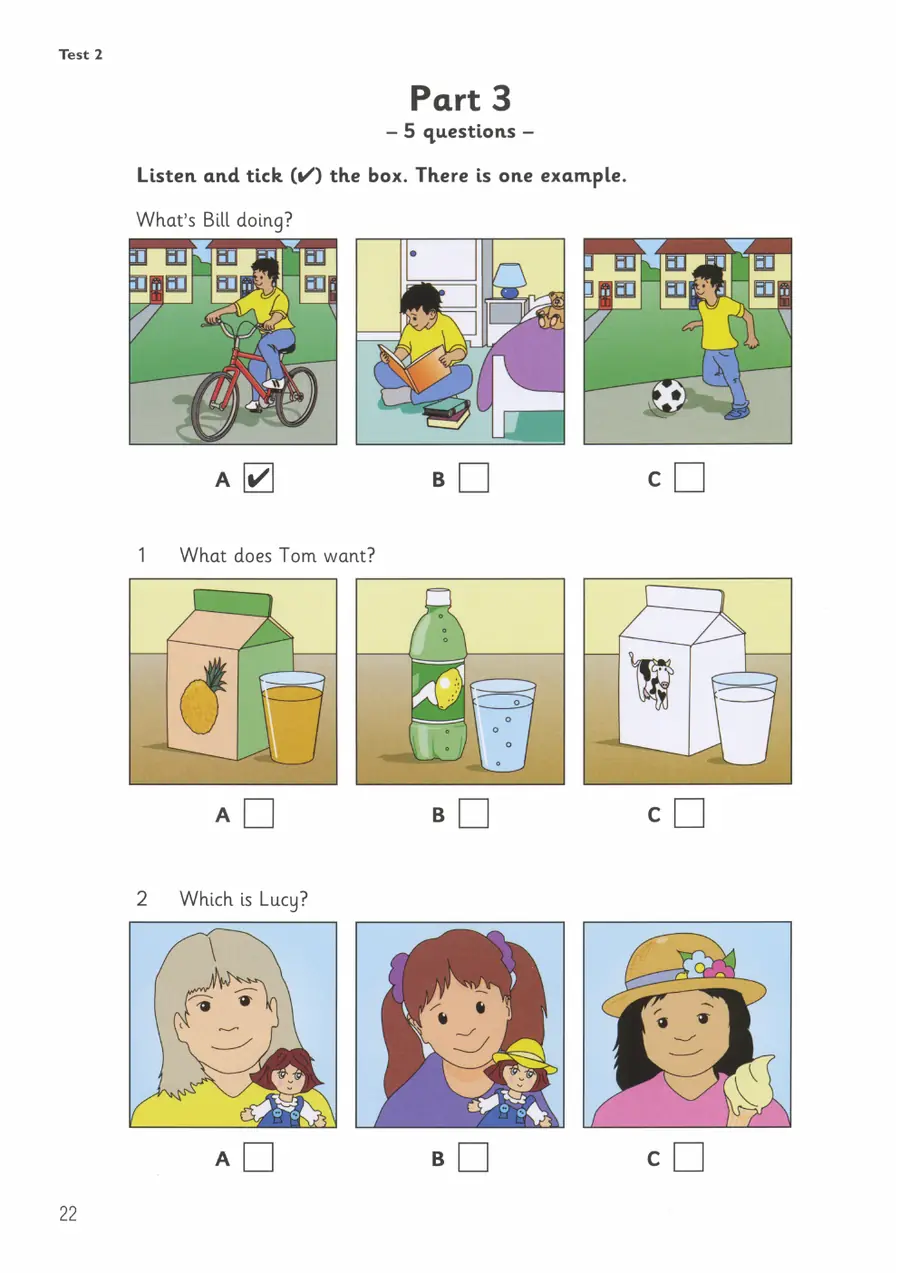 Test 2
Part 3
– 5 questions –
Listen and tick (✔) the box. There is one example.
What's Bill doing?
A ✔ B C
1 What does Tom want?
A B C
2 Which is Lucy?
A B C
22